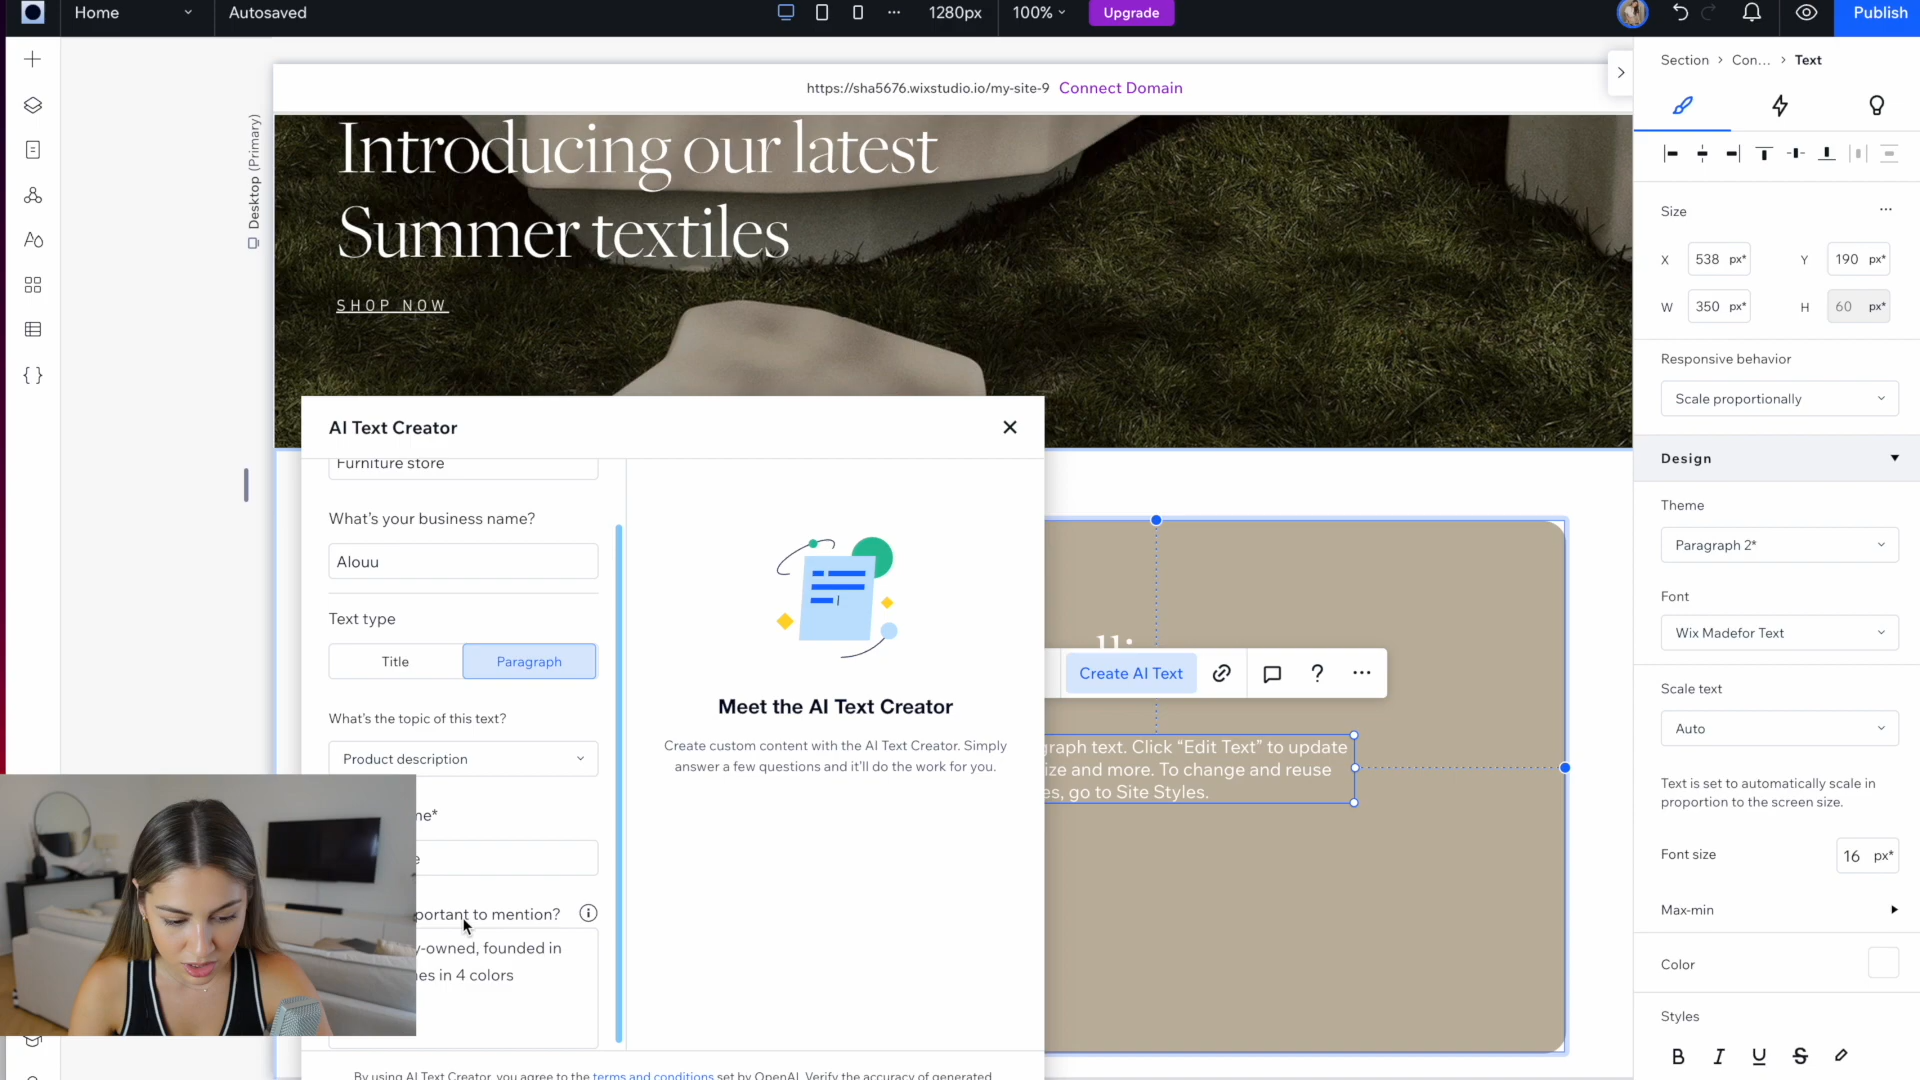 Home
Autosaved
1280px
100%
Upgrade
Publish
https://sha5676.wixstudio.io/my-site-9 Connect Domain
Desktop (Primary)
Introducing our latest
Summer textiles
SHOP NOW
AI Text Creator
Furniture store
What's your business name?
Alouu
Text type
Title
Paragraph
What's the topic of this text?
Product description
me*
e
portant to mention?
y-owned, founded in
es in 4 colors
Meet the AI Text Creator
Create custom content with the AI Text Creator. Simply
answer a few questions and it'll do the work for you.
By using AI Text Creator, you agree to the terms and conditions set by OpenAI. Verify the accuracy of generated
Create AI Text
graph text. Click “Edit Text” to update
ize and more. To change and reuse
es, go to Site Styles.
Section > Con... > Text
Size
X 538 px* Y 190 px*
W 350 px* H 60 px*
Responsive behavior
Scale proportionally
Design
Theme
Paragraph 2*
Font
Wix Madefor Text
Scale text
Auto
Text is set to automatically scale in
proportion to the screen size.
Font size 16 px*
Max-min
Color
Styles
B I U S